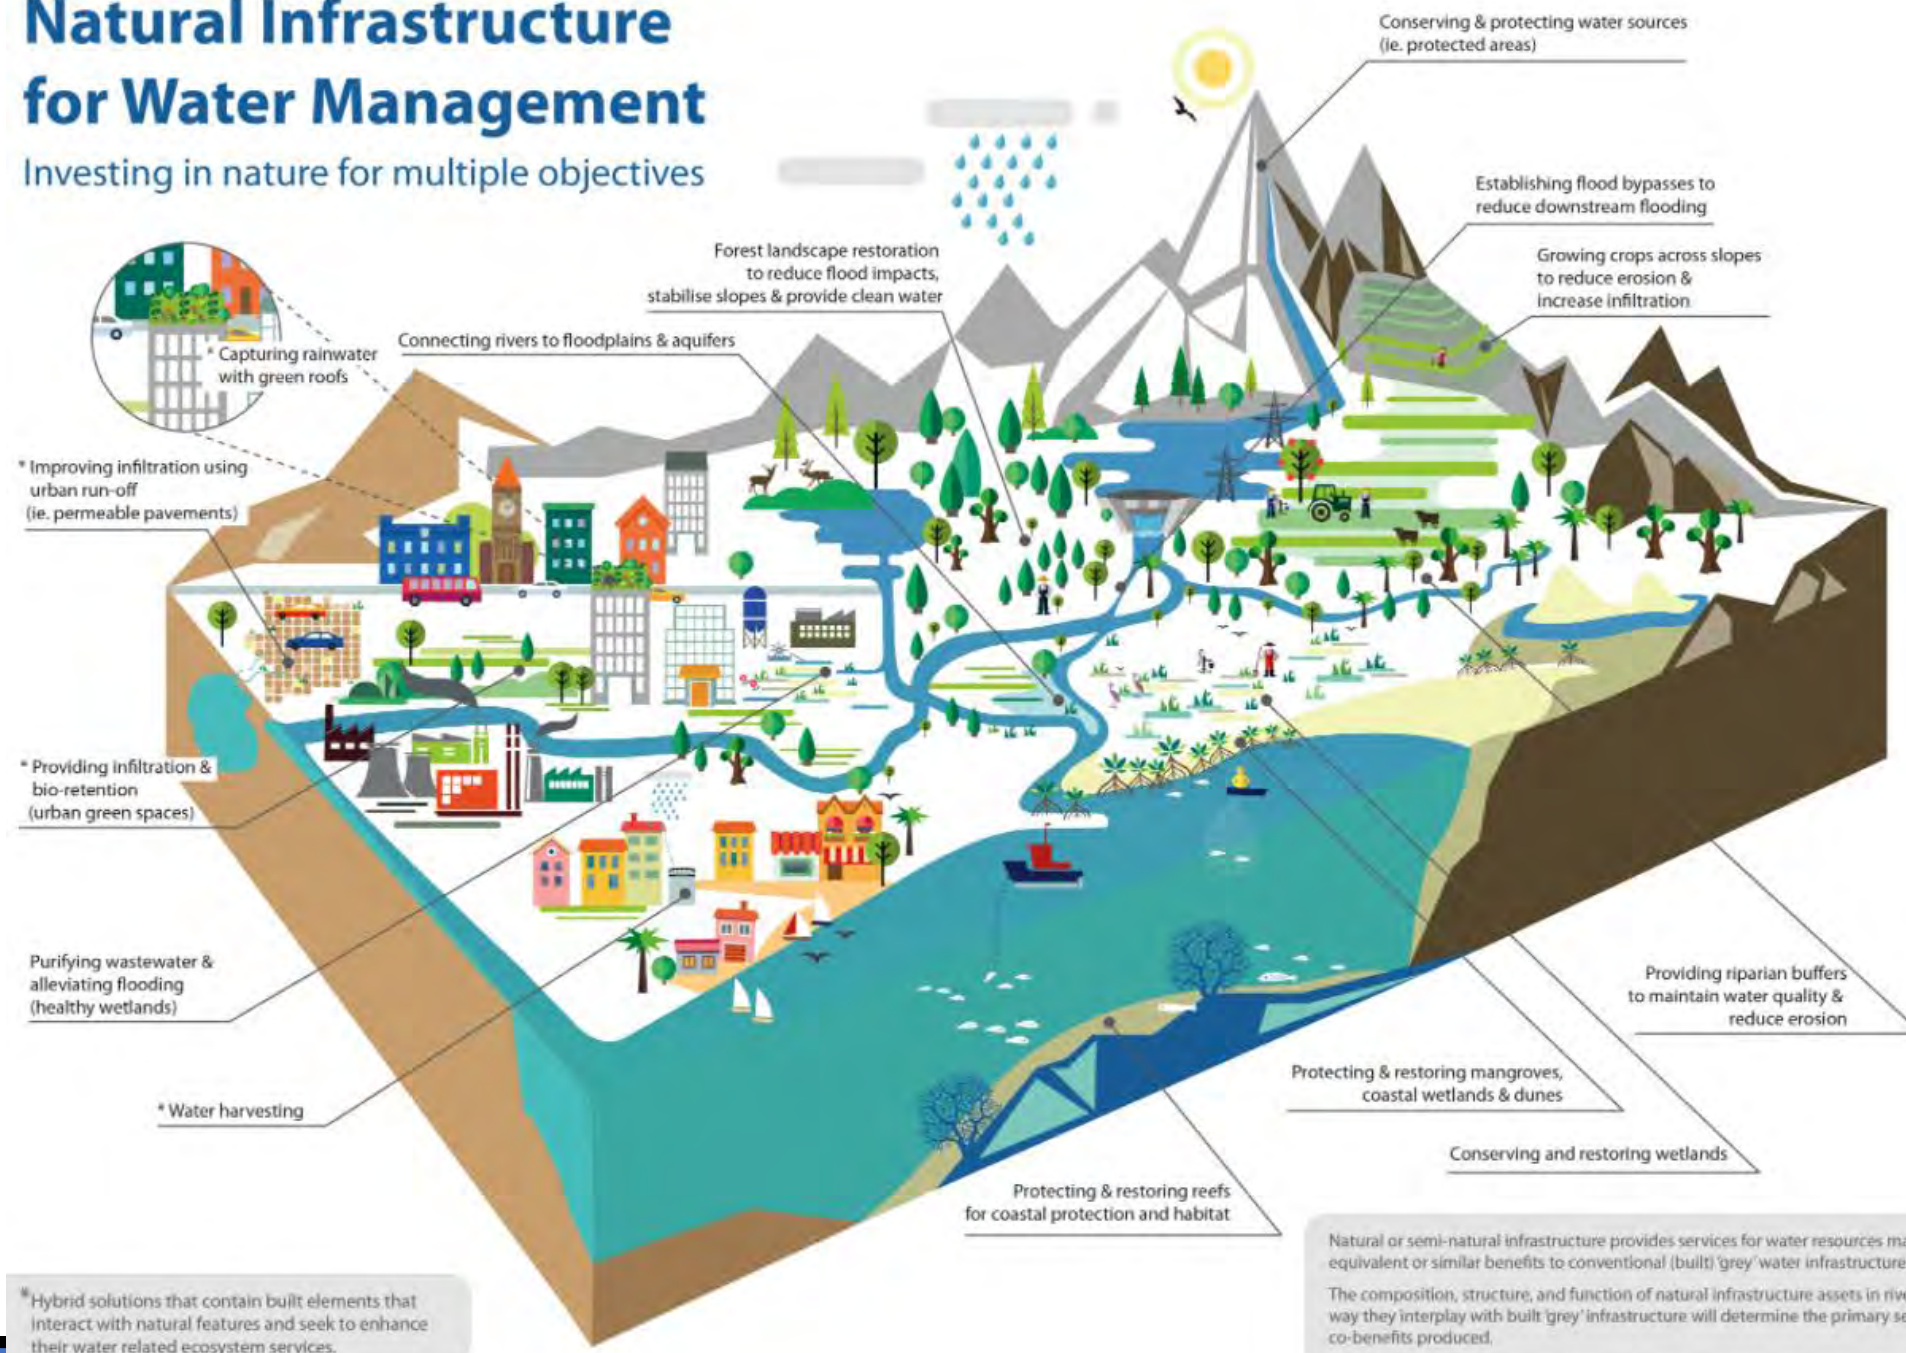 Natural Infrastructure
for Water Management
Investing in nature for multiple objectives
Conserving & protecting water sources
(ie. protected areas)
Establishing flood bypasses to
reduce downstream flooding
Growing crops across slopes
to reduce erosion &
increase infiltration
Forest landscape restoration
to reduce flood impacts,
stabilise slopes & provide clean water
Connecting rivers to floodplains & aquifers
* Capturing rainwater
with green roofs
* Improving infiltration using
urban run-off
(ie. permeable pavements)
* Providing infiltration &
bio-retention
(urban green spaces)
Purifying wastewater &
alleviating flooding
(healthy wetlands)
* Water harvesting
Providing riparian buffers
to maintain water quality &
reduce erosion
Protecting & restoring mangroves,
coastal wetlands & dunes
Conserving and restoring wetlands
Protecting & restoring reefs
for coastal protection and habitat
*Hybrid solutions that contain built elements that
interact with natural features and seek to enhance
their water related ecosystem services.
Natural or semi-natural infrastructure provides services for water resources ma
equivalent or similar benefits to conventional (built) 'grey' water infrastructure
The composition, structure, and function of natural infrastructure assets in rive
way they interplay with built 'grey' infrastructure will determine the primary se
co-benefits produced.